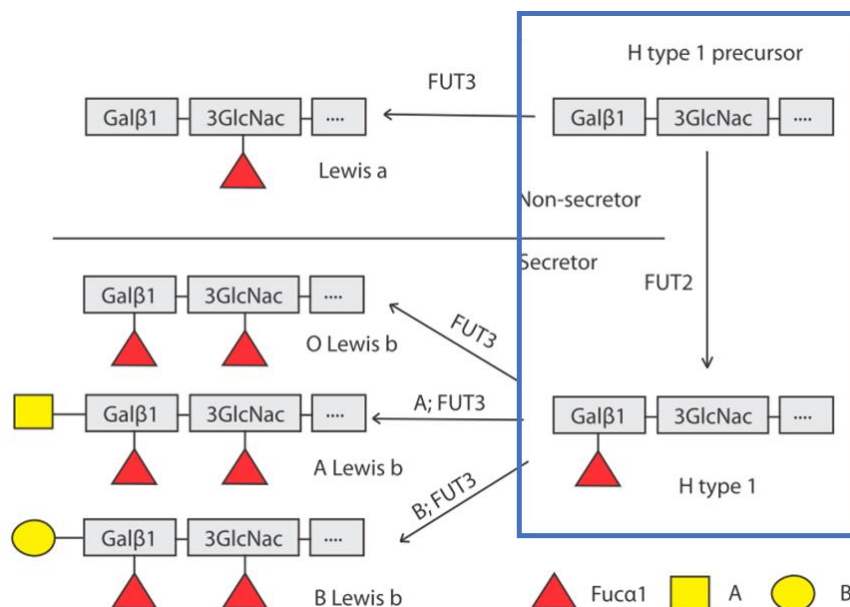 H type 1 precursor
FUT3
Galβ1 3GlcNac ....
Galβ1 3GlcNac ....
Lewis a
Non-secretor
Secretor
FUT2
Galβ1 3GlcNac ....
FUT3
O Lewis b
A; FUT3
Galβ1 3GlcNac ....
Galβ1 3GlcNac ....
A Lewis b
H type 1
B; FUT3
Galβ1 3GlcNac ....
B Lewis b
Fucα1 A B